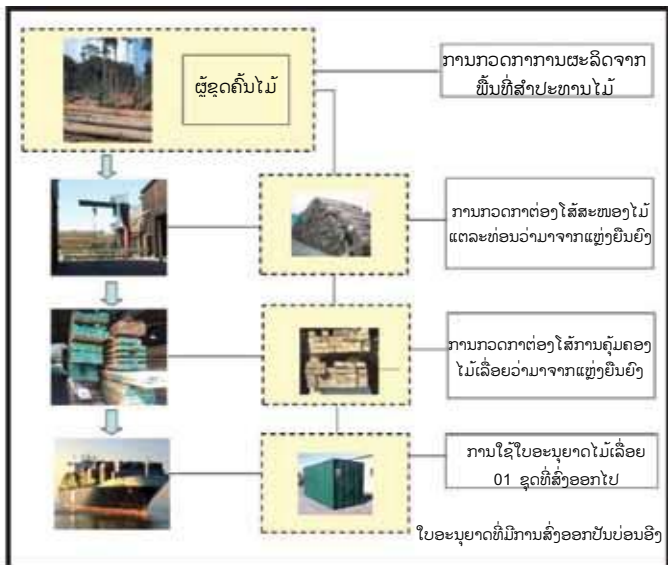 ຜູ້ຂຸດຄົ້ນໄມ້
ການກວດກາການຜະລິດຈາກ
ພື້ນທີ່ສຳປະທານໄມ້
ການກວດກາຕ່ອງໂສ້ສະໜອງໄມ້
ແຕລະທ່ອນວ່າມາຈາກແຫຼ່ງຍືນຍົງ
ການກວດກາຕ່ອງໂສ້ການຄຸ້ມຄອງ
ໄມ້ເລື່ອຍວ່າມາຈາກແຫຼ່ງຍືນຍົງ
ການໃຊ້ໃບອະນຸຍາດໄມ້ເລື່ອຍ
01 ຊຸດທີ່ສົ່ງອອກໄປ
ໃບອະນຸຍາດທີ່ມີການສົ່ງອອກປັນບ່ອນອີງ